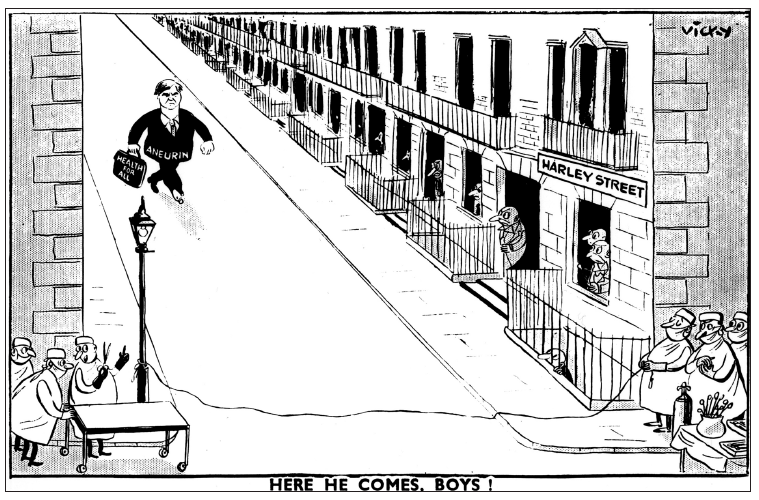 Vicky
ANEURIN
HEALTH
FOR
ALL
HARLEY STREET
HERE HE COMES, BOYS !